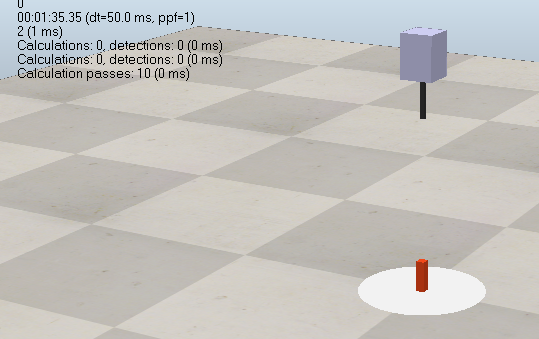 0
00:01:35.35 (dt=50.0 ms, ppf=1)
2 (1 ms)
Calculations: 0, detections: 0 (0 ms)
Calculations: 0, detections: 0 (0 ms)
Calculation passes: 10 (0 ms)